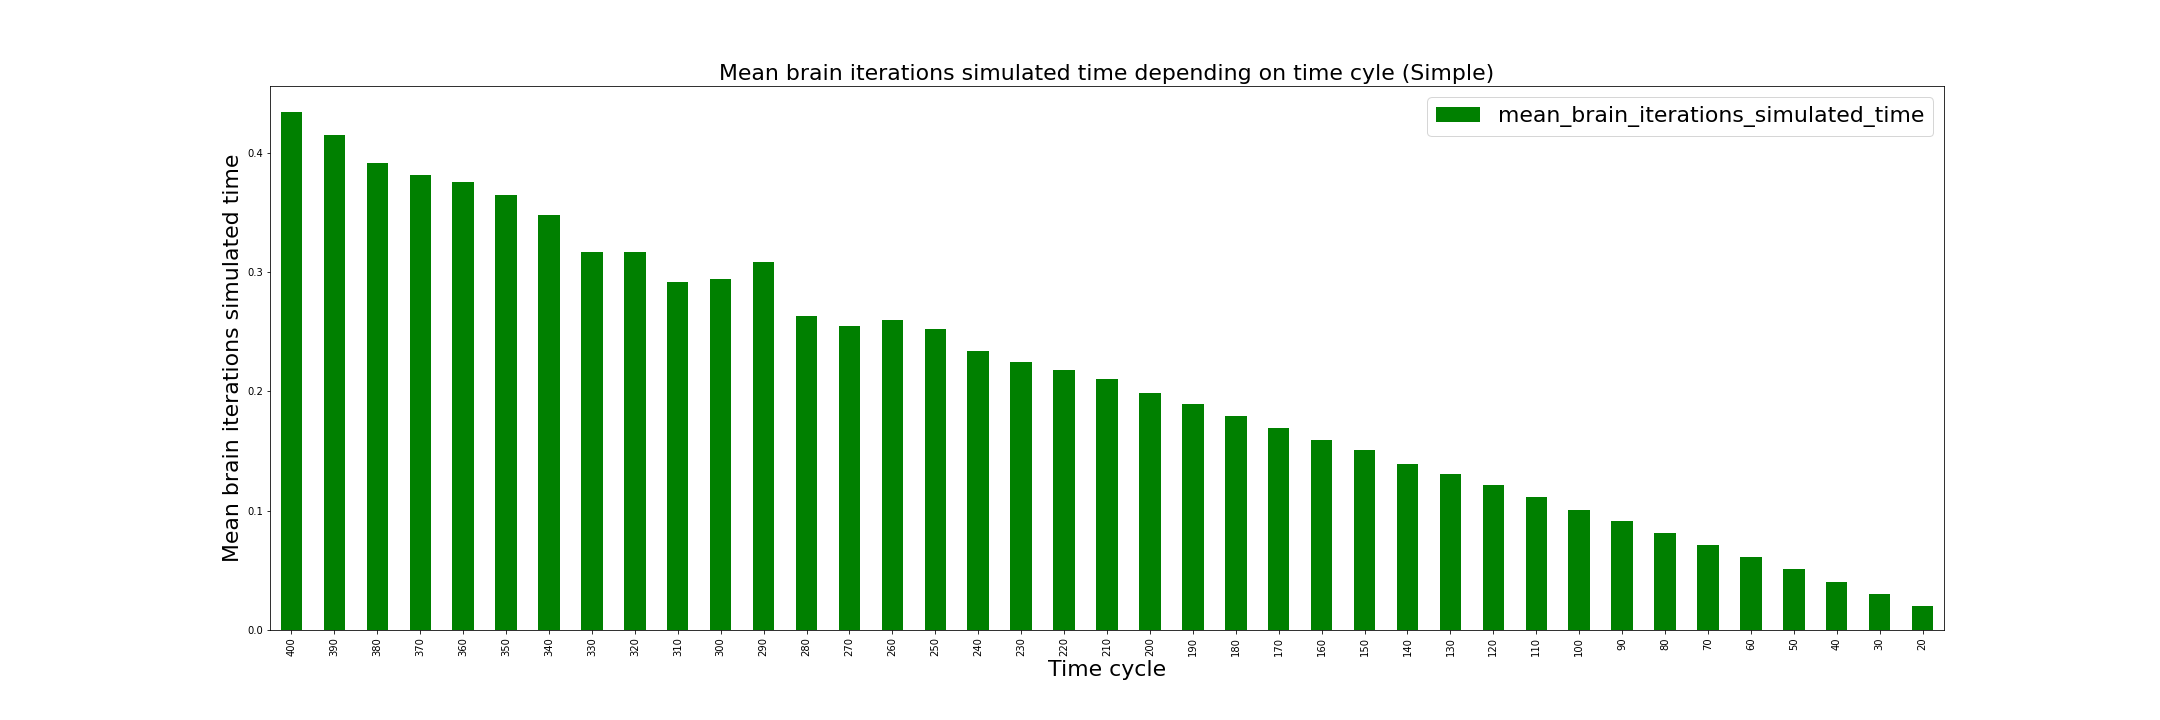 Mean brain iterations simulated time depending on time cyle (Simple)
mean_brain_iterations_simulated_time
Mean brain iterations simulated time
0.4
0.3
0.2
0.1
0.0
400 390 380 370 360 350 340 330 320 310 300 290 280 270 260 250 240 230 220 210 200 190 180 170 160 150 140 130 120 110 100 90 80 70 60 50 40 30 20
Time cycle